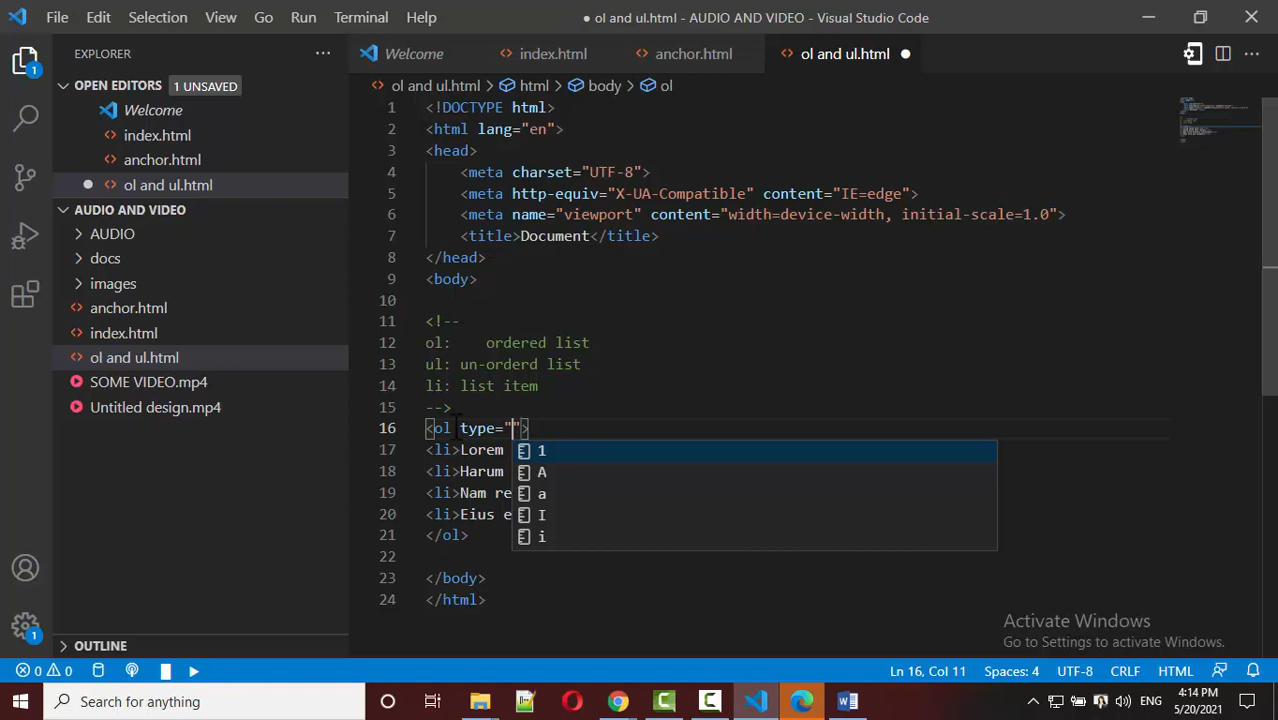 File Edit Selection View Go Run Terminal Help
● ol and ul.html - AUDIO AND VIDEO - Visual Studio Code
EXPLORER
OPEN EDITORS 1 UNSAVED
Welcome
index.html
anchor.html
ol and ul.html
AUDIO AND VIDEO
AUDIO
docs
images
anchor.html
index.html
ol and ul.html
SOME VIDEO.mp4
Untitled design.mp4
OUTLINE
1
1
Welcome index.html anchor.html ol and ul.html
ol and ul.html > html > body > ol
1 <!DOCTYPE html>
2 <html lang="en">
3 <head>
4 <meta charset="UTF-8">
5 <meta http-equiv="X-UA-Compatible" content="IE=edge">
6 <meta name="viewport" content="width=device-width, initial-scale=1.0">
7 <title>Document</title>
8 </head>
9 <body>
10
11 <!--
12 ol: ordered list
13 ul: un-orderd list
14 li: list item
15 -->
16 <ol type="">
17 <li>Lorem
18 <li>Harum
19 <li>Nam re
20 <li>Eius e
21 </ol>
22
23 </body>
24 </html>
1
A
a
I
i
Activate Windows
Go to Settings to activate Windows.
0 0 Ln 16, Col 11 Spaces: 4 UTF-8 CRLF HTML
Search for anything
ENG
4:14 PM
5/20/2021